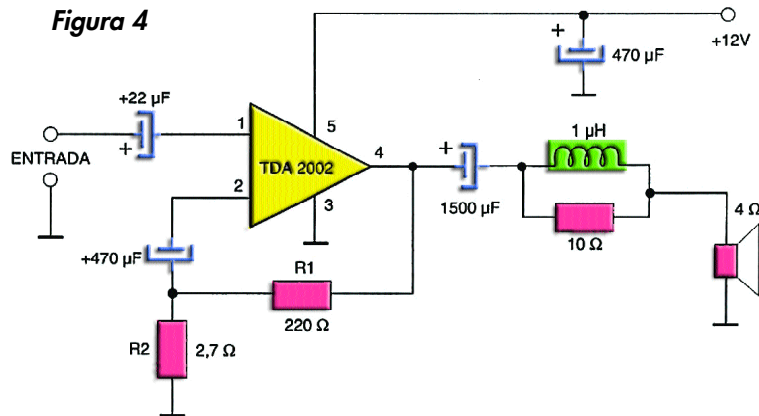 Figura 4
+
+12V
470 µF
+22 µF
+
1
5
1 µH
ENTRADA
TDA 2002
4
+
2
3
1500 µF
4 Ω
+470 µF
10 Ω
R1
220 Ω
R2
2,7 Ω